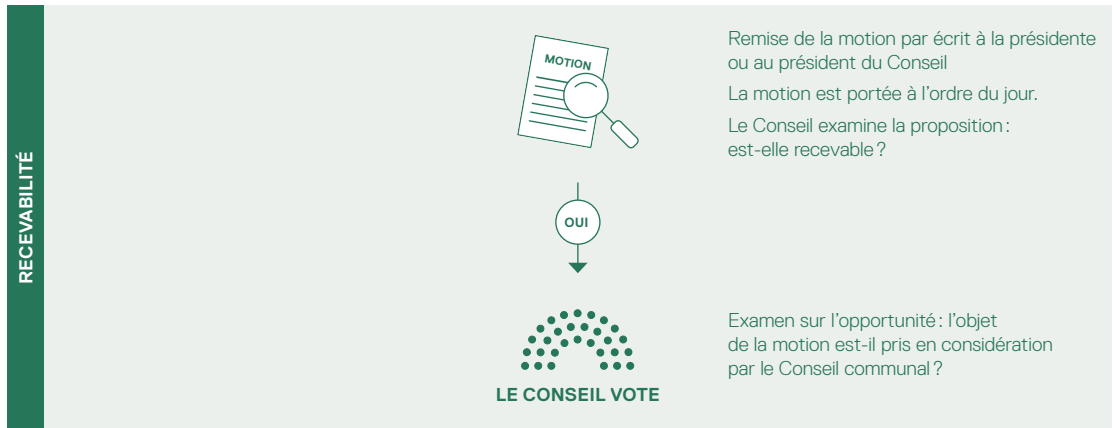 RECEVABILITÉ
MOTION
Remise de la motion par écrit à la présidente
ou au président du Conseil
La motion est portée à l’ordre du jour.
Le Conseil examine la proposition :
est-elle recevable ?
OUI
LE CONSEIL VOTE
Examen sur l’opportunité : l’objet
de la motion est-il pris en considération
par le Conseil communal ?